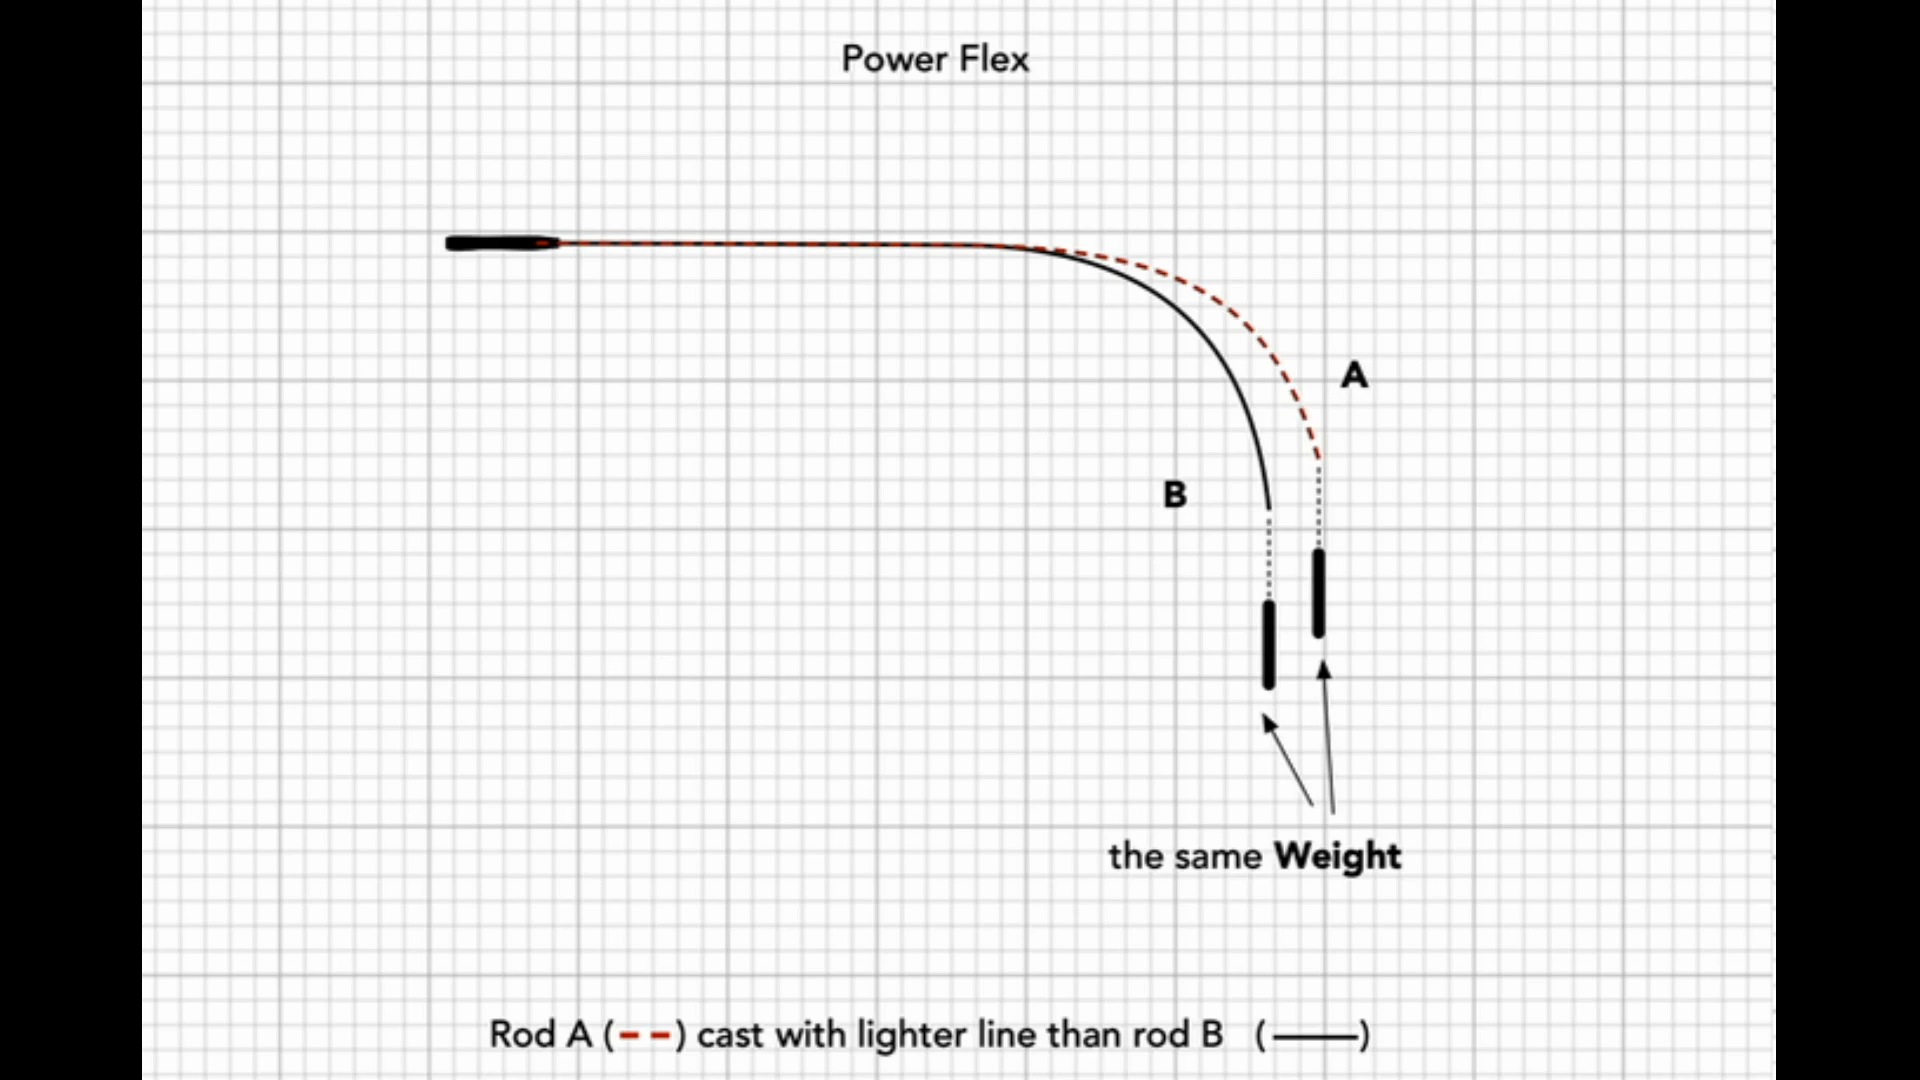 Power Flex
A
B
the same Weight
Rod A (--) cast with lighter line than rod B (—)